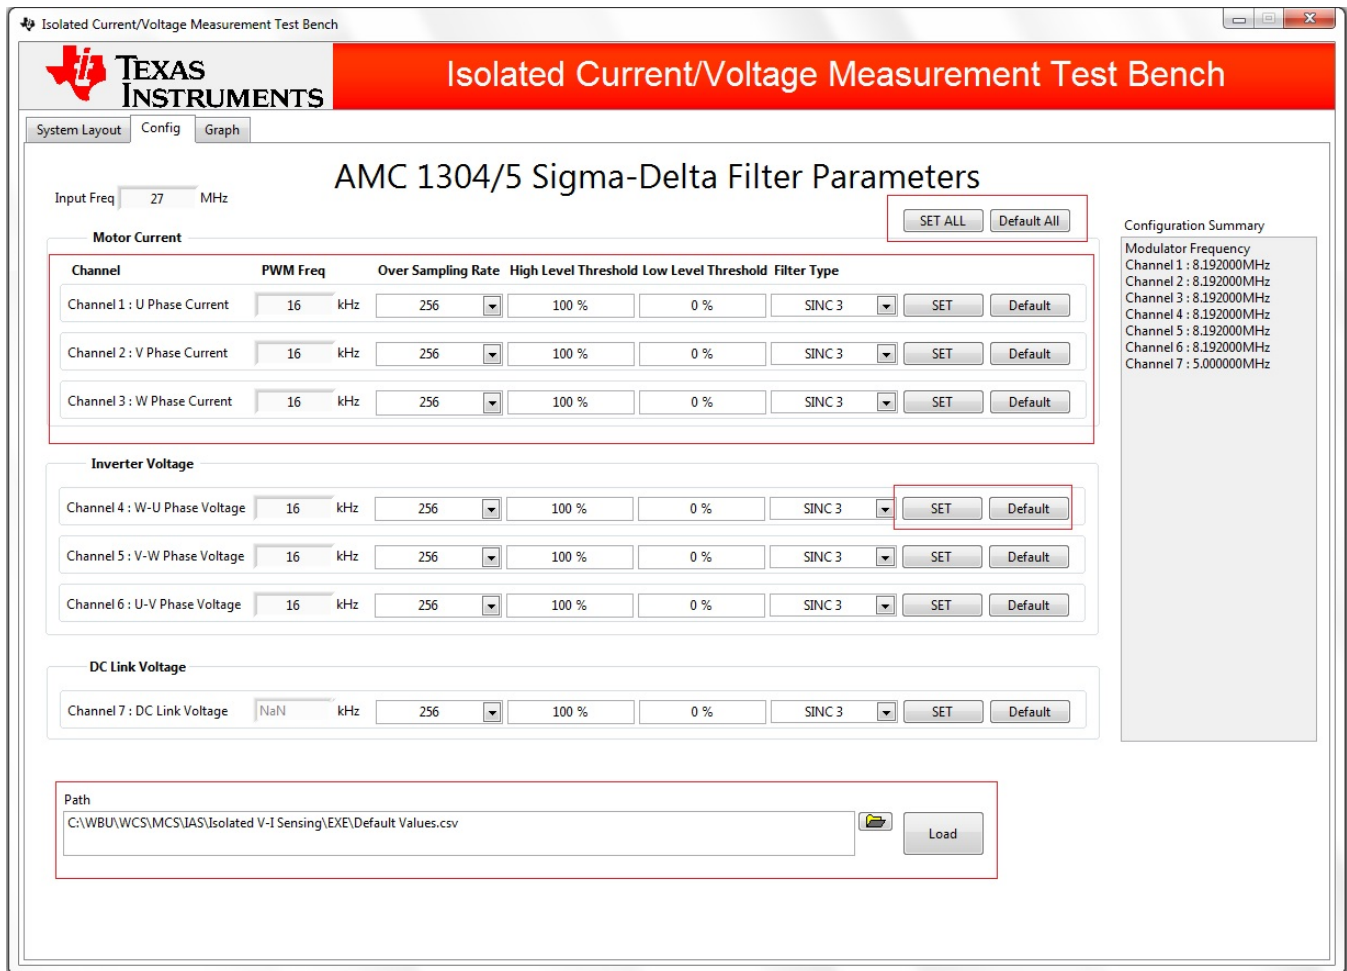 Isolated Current/Voltage Measurement Test Bench
TEXAS
INSTRUMENTS
Isolated Current/Voltage Measurement Test Bench
System Layout Config Graph
AMC 1304/5 Sigma-Delta Filter Parameters
Input Freq 27 MHz
SET ALL Default All
Motor Current
Channel PWM Freq Over Sampling Rate High Level Threshold Low Level Threshold Filter Type
Channel 1 : U Phase Current 16 kHz 256 100 % 0 % SINC 3 SET Default
Channel 2 : V Phase Current 16 kHz 256 100 % 0 % SINC 3 SET Default
Channel 3 : W Phase Current 16 kHz 256 100 % 0 % SINC 3 SET Default
Inverter Voltage
Channel 4 : W-U Phase Voltage 16 kHz 256 100 % 0 % SINC 3 SET Default
Channel 5 : V-W Phase Voltage 16 kHz 256 100 % 0 % SINC 3 SET Default
Channel 6 : U-V Phase Voltage 16 kHz 256 100 % 0 % SINC 3 SET Default
DC Link Voltage
Channel 7 : DC Link Voltage NaN kHz 256 100 % 0 % SINC 3 SET Default
Configuration Summary
Modulator Frequency
Channel 1 : 8.192000MHz
Channel 2 : 8.192000MHz
Channel 3 : 8.192000MHz
Channel 4 : 8.192000MHz
Channel 5 : 8.192000MHz
Channel 6 : 8.192000MHz
Channel 7 : 5.000000MHz
Path
C:\WBU\WCS\MCS\IAS\Isolated V-I Sensing\EXE\Default Values.csv
Load